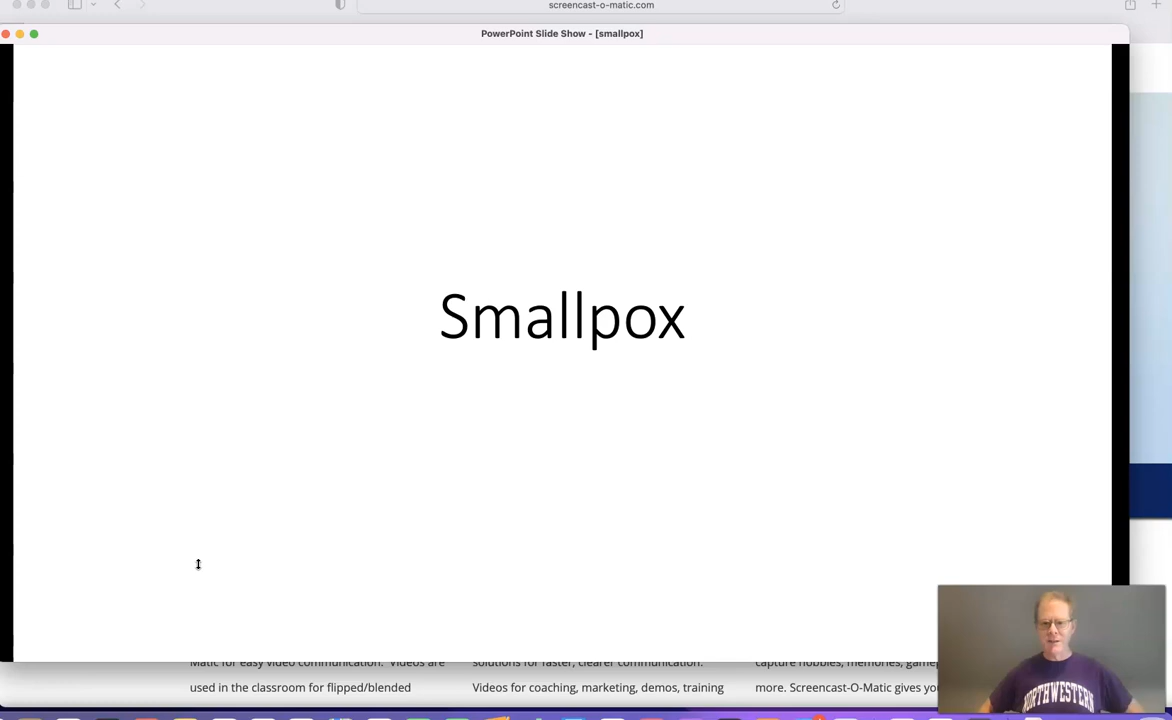 screencast-o-matic.com
PowerPoint Slide Show - [smallpox]
Smallpox
Matic for easy video communication. Videos are
solutions for faster, clearer communication.
capture hobbies, memories,
used in the classroom for flipped/blended
Videos for coaching, marketing, demos, training
more. Screencast-O-Matic gives you
NORTHWESTERN